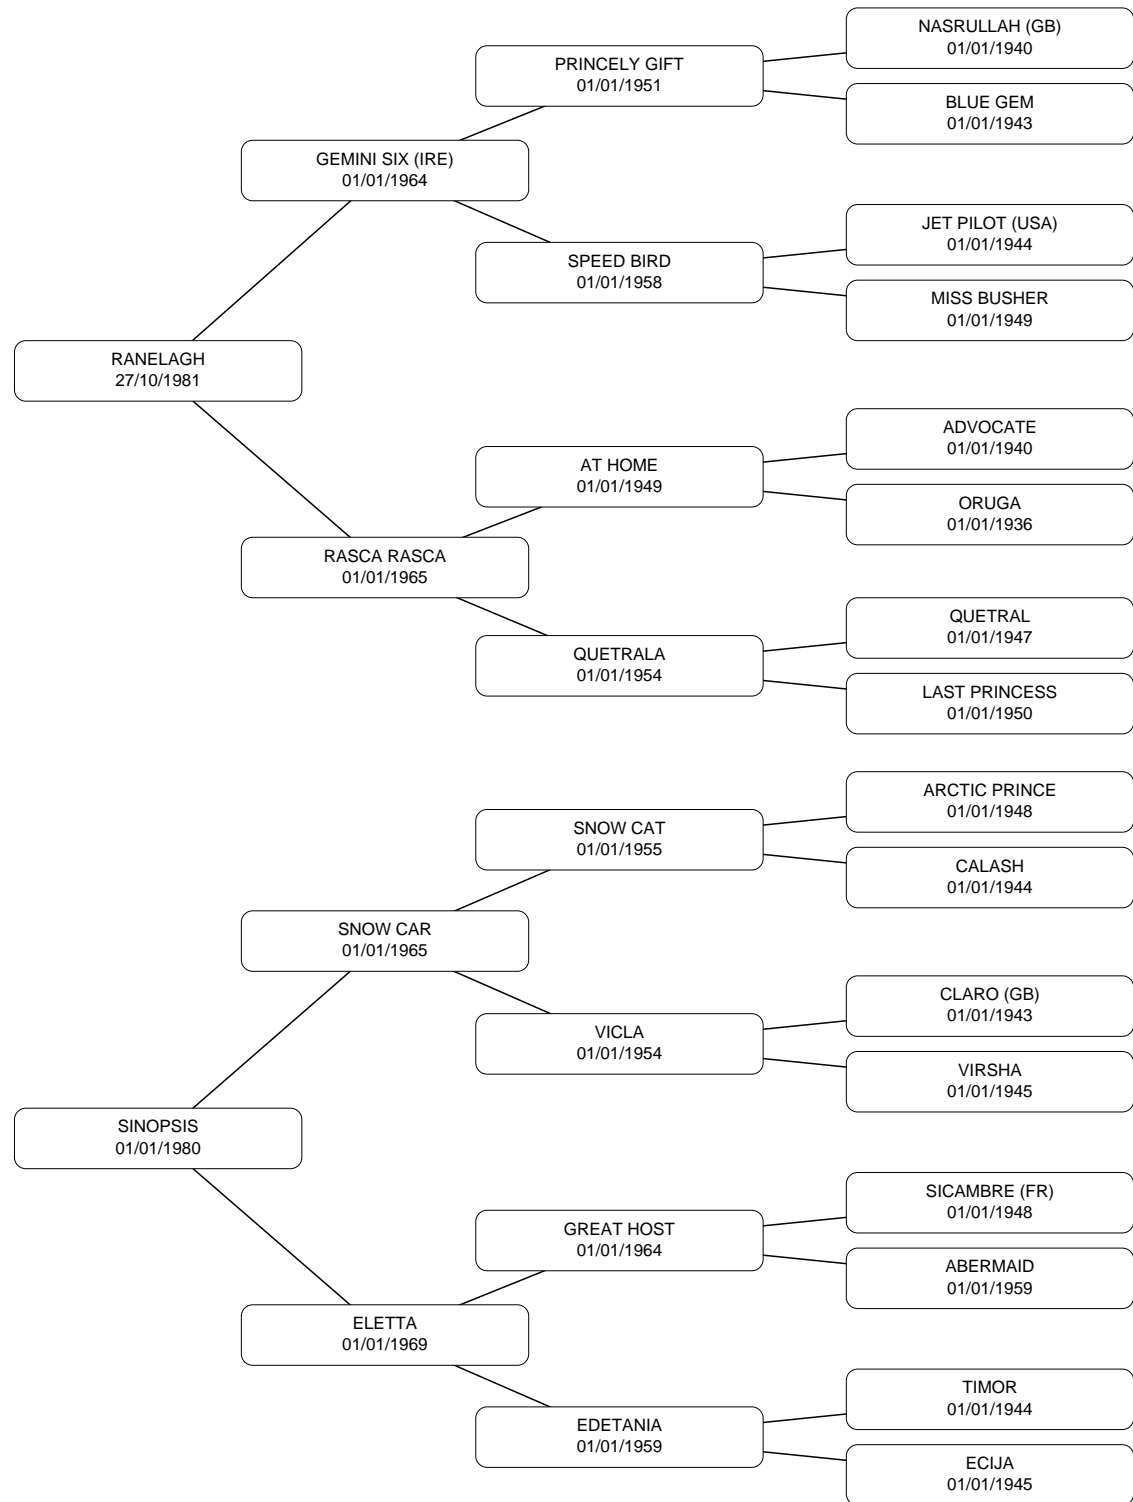 NASRULLAH (GB)
01/01/1940
PRINCELY GIFT
01/01/1951
BLUE GEM
01/01/1943
GEMINI SIX (IRE)
01/01/1964
JET PILOT (USA)
01/01/1944
SPEED BIRD
01/01/1958
MISS BUSHER
01/01/1949
RANELAGH
27/10/1981
ADVOCATE
01/01/1940
AT HOME
01/01/1949
ORUGA
01/01/1936
RASCA RASCA
01/01/1965
QUETRAL
01/01/1947
QUETRALA
01/01/1954
LAST PRINCESS
01/01/1950
ARCTIC PRINCE
01/01/1948
SNOW CAT
01/01/1955
CALASH
01/01/1944
SNOW CAR
01/01/1965
CLARO (GB)
01/01/1943
VICLA
01/01/1954
VIRSHA
01/01/1945
SINOPSIS
01/01/1980
SICAMBRE (FR)
01/01/1948
GREAT HOST
01/01/1964
ABERMAID
01/01/1959
ELETTA
01/01/1969
TIMOR
01/01/1944
EDETANIA
01/01/1959
ECIJA
01/01/1945